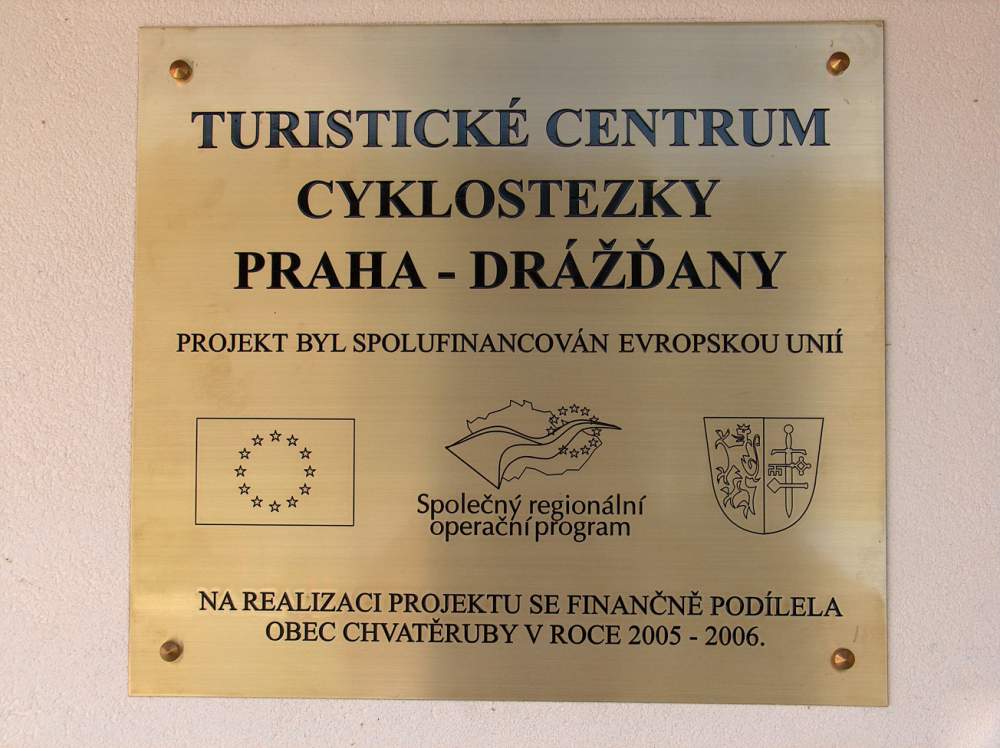 TURISTICKÉ CENTRUM
CYKLOSTEZKY
PRAHA - DRÁŽĎANY
PROJEKT BYL SPOLUFINANCOVÁN EVROPSKOU UNIÍ
Společný regionální
operační program
NA REALIZACI PROJEKTU SE FINANČNĚ PODÍLELA
OBEC CHVATĚRUBY V ROCE 2005 - 2006.